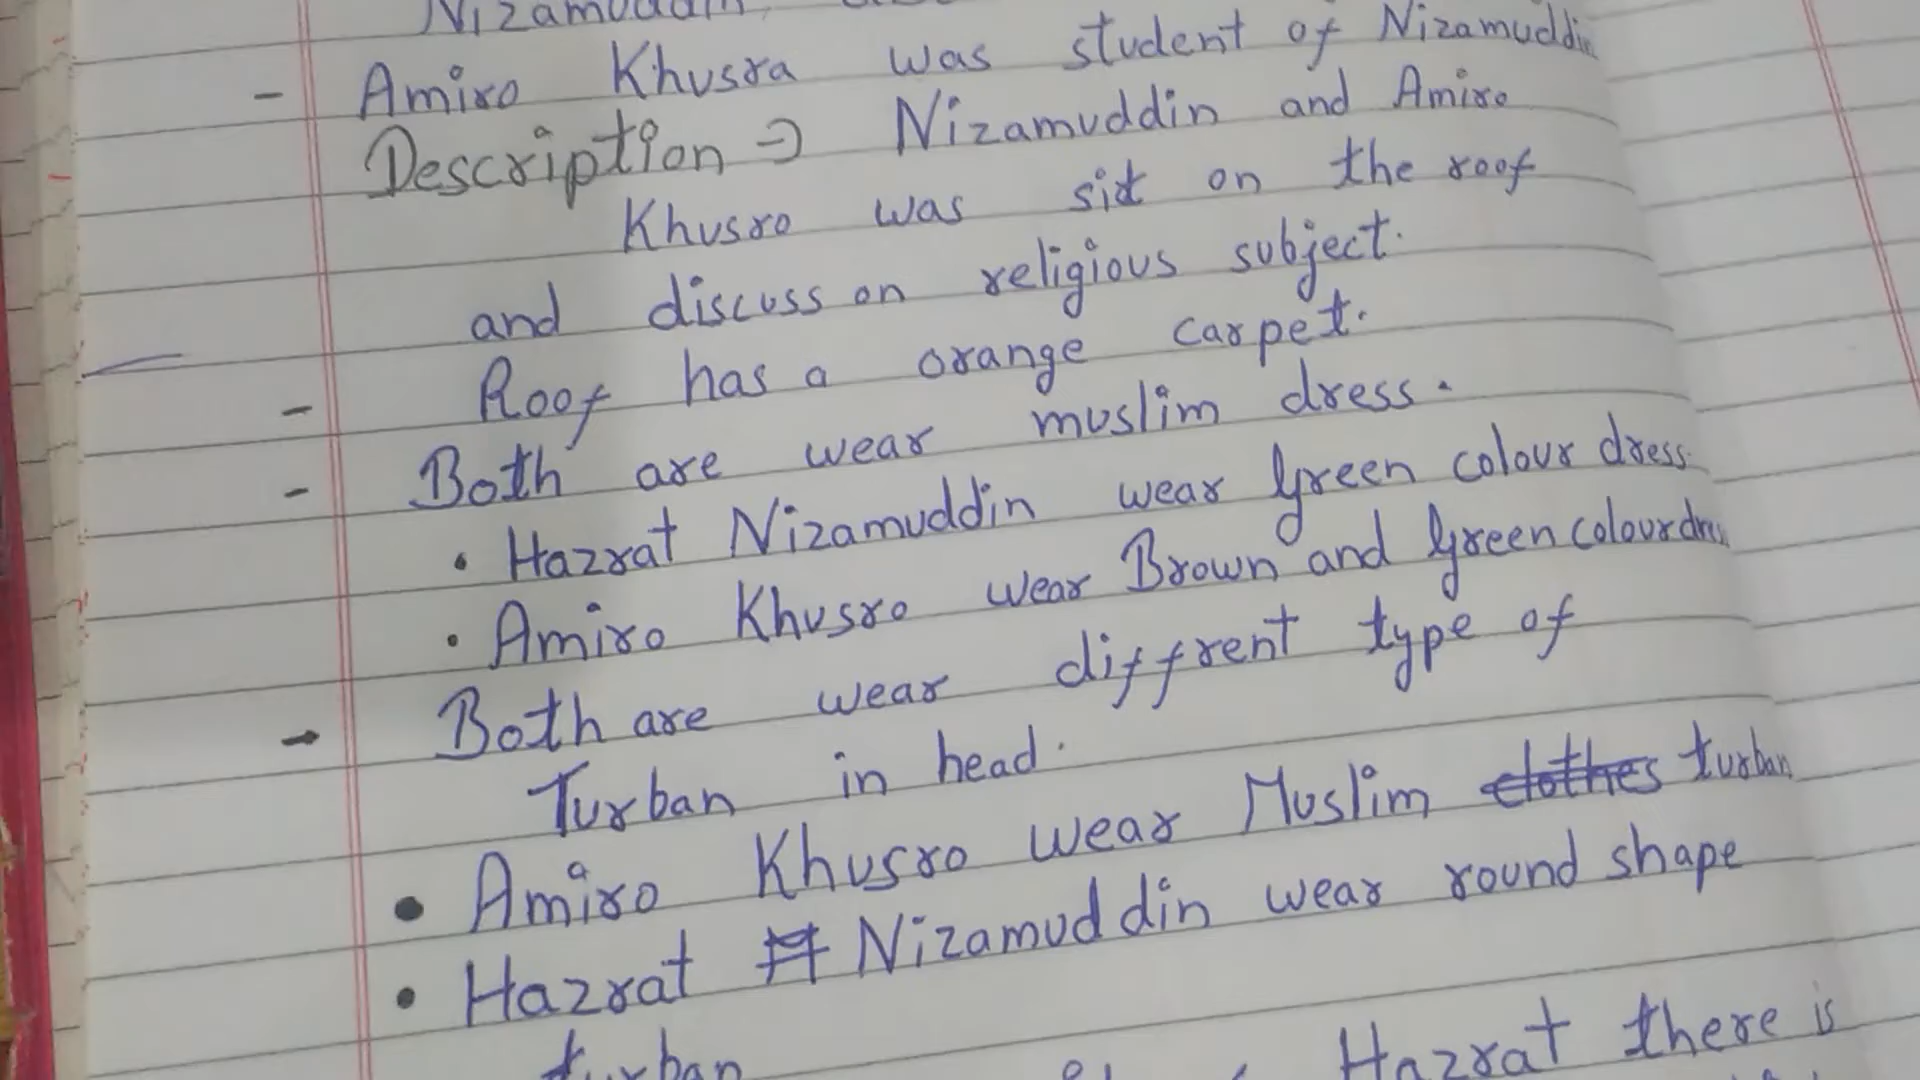 Nizamuddin
- Amiro Khusra was student of Nizamuddin
Description ⇒ Nizamuddin and Amiro
Khusro was sit on the roof
and discuss on religious subject.
- Roof has a orange carpet.
- Both are wear muslim dress.
• Hazrat Nizamuddin wear Green colour dress
• Amiro Khusro wear Brown and Green colour
- Both are wear diffrent type of
Turban in head.
• Amiro Khusro wear Muslim clothes turban
• Hazrat Nizamuddin wear round shape
turban
Hazrat there is